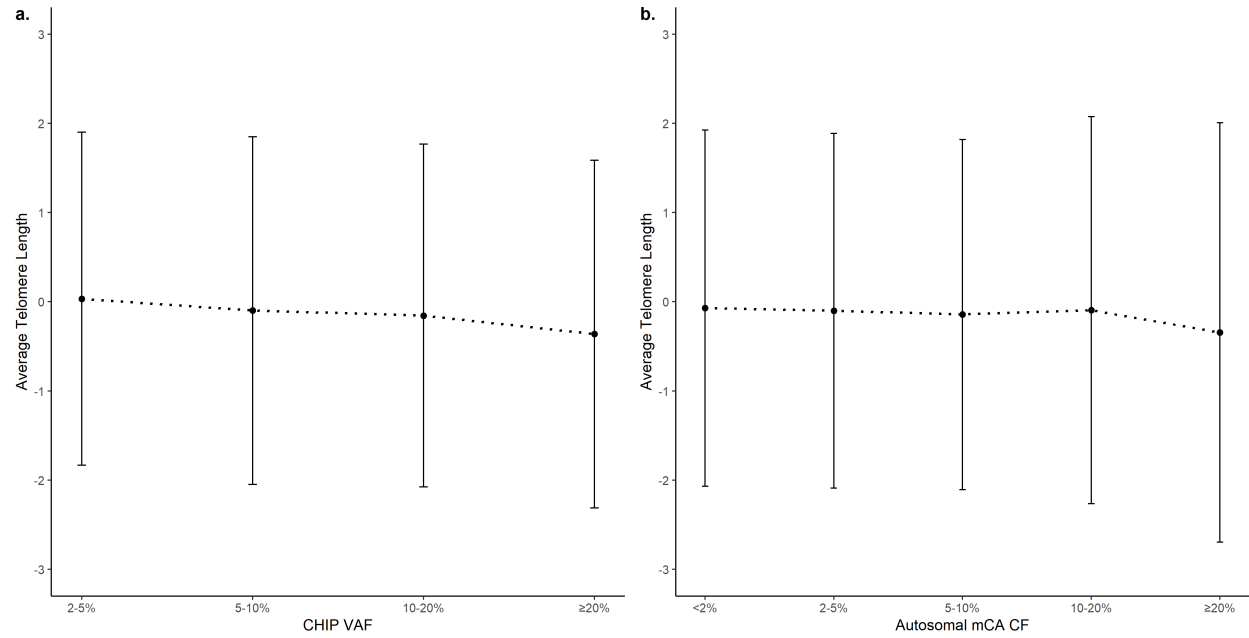 a.
Average Telomere Length
3
2
1
0
-1
-2
-3
2-5% 5-10% 10-20% ≥20%
CHIP VAF
b.
Average Telomere Length
3
2
1
0
-1
-2
-3
<2% 2-5% 5-10% 10-20% ≥20%
Autosomal mCA CF